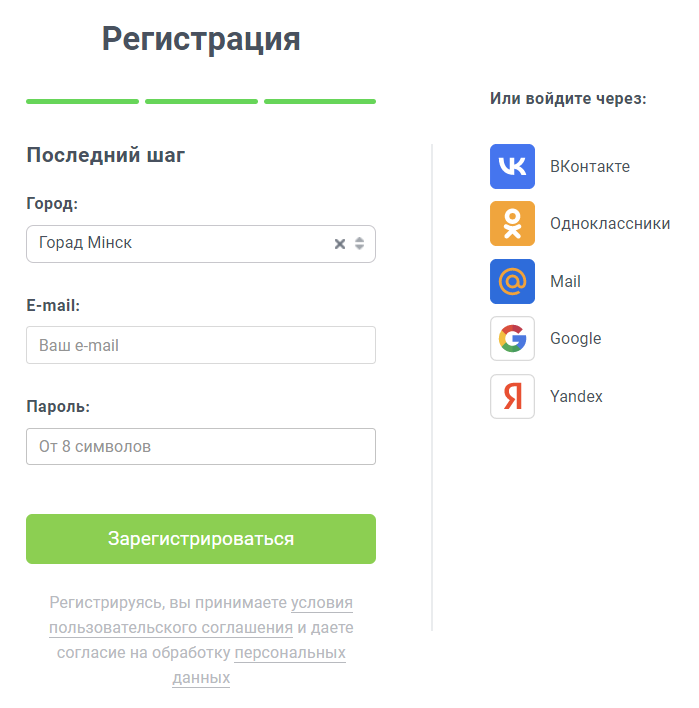 Регистрация
Последний шаг
Город:
Горад Мінск
E-mail:
Ваш e-mail
Пароль:
От 8 символов
Зарегистрироваться
Регистрируясь, вы принимаете условия
пользовательского соглашения и даете
согласие на обработку персональных
данных
Или войдите через:
ВКонтакте
Одноклассники
Mail
Google
Yandex